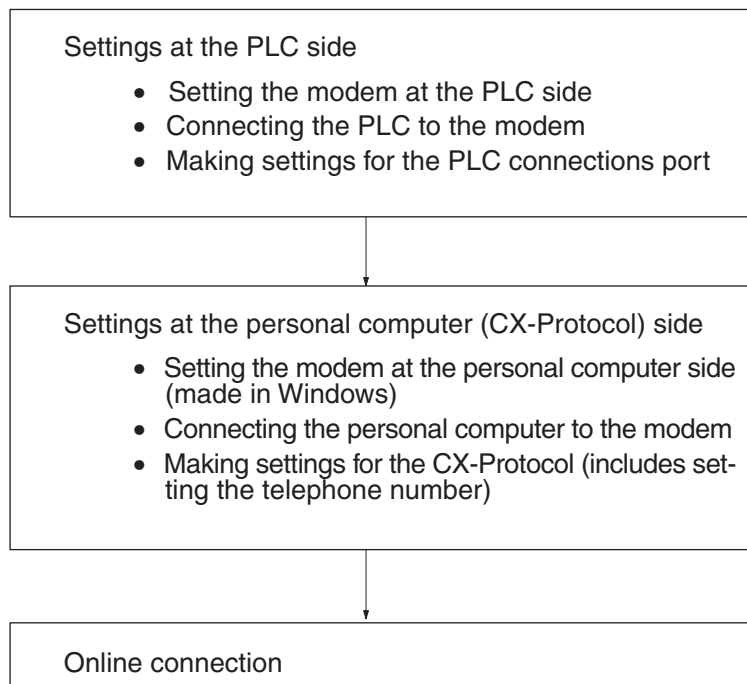 Settings at the PLC side
• Setting the modem at the PLC side
• Connecting the PLC to the modem
• Making settings for the PLC connections port
Settings at the personal computer (CX-Protocol) side
• Setting the modem at the personal computer side
(made in Windows)
• Connecting the personal computer to the modem
• Making settings for the CX-Protocol (includes set-
ting the telephone number)
Online connection